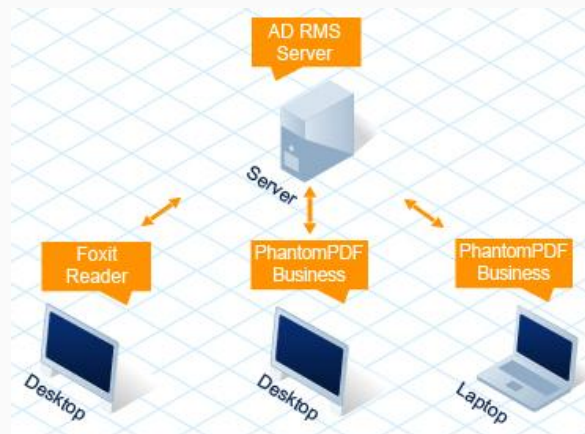 AD RMS
Server
Server
Foxit
Reader
PhantomPDF
Business
PhantomPDF
Business
Desktop
Desktop
Laptop